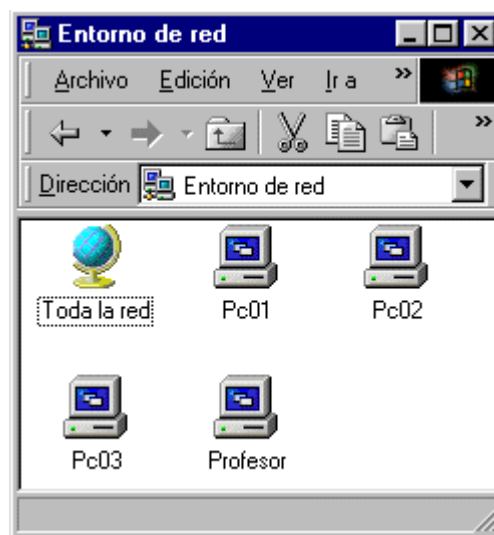 Entorno de red
Archivo Edición Ver Ir a »
»
Dirección Entorno de red
Toda la red Pc01 Pc02
Pc03 Profesor